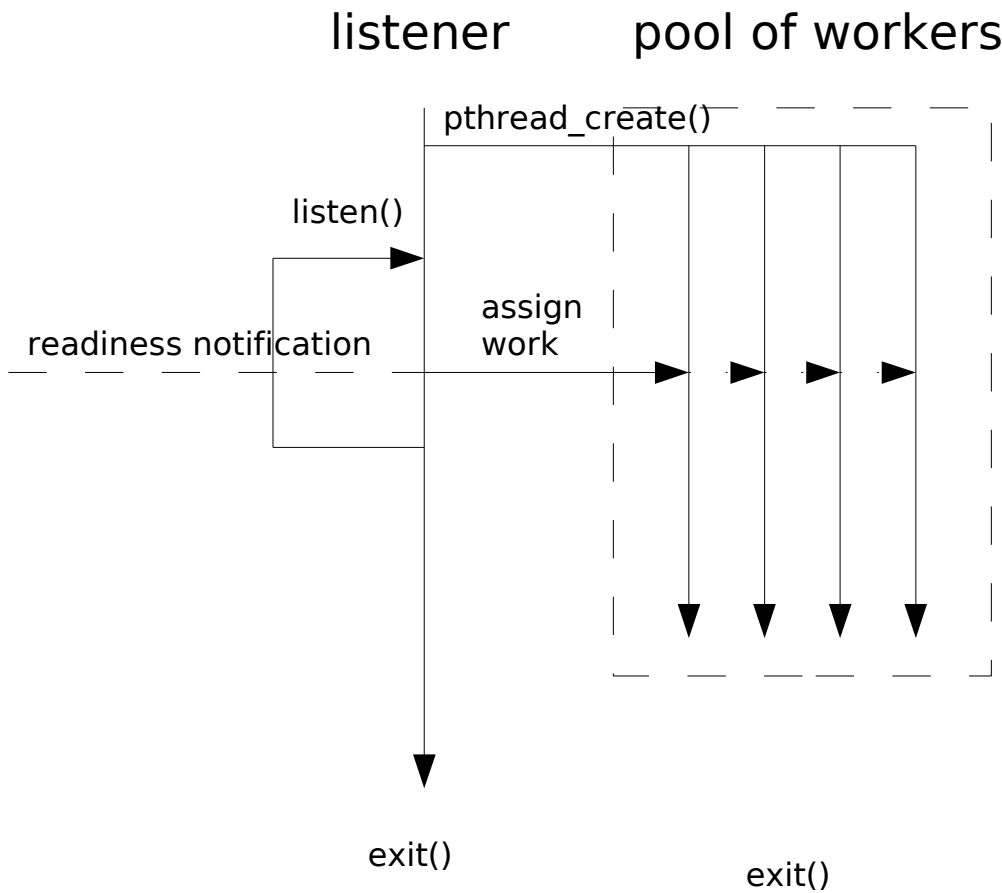 listener
pool of workers
pthread_create()
listen()
assign
work
readiness notification
exit()
exit()